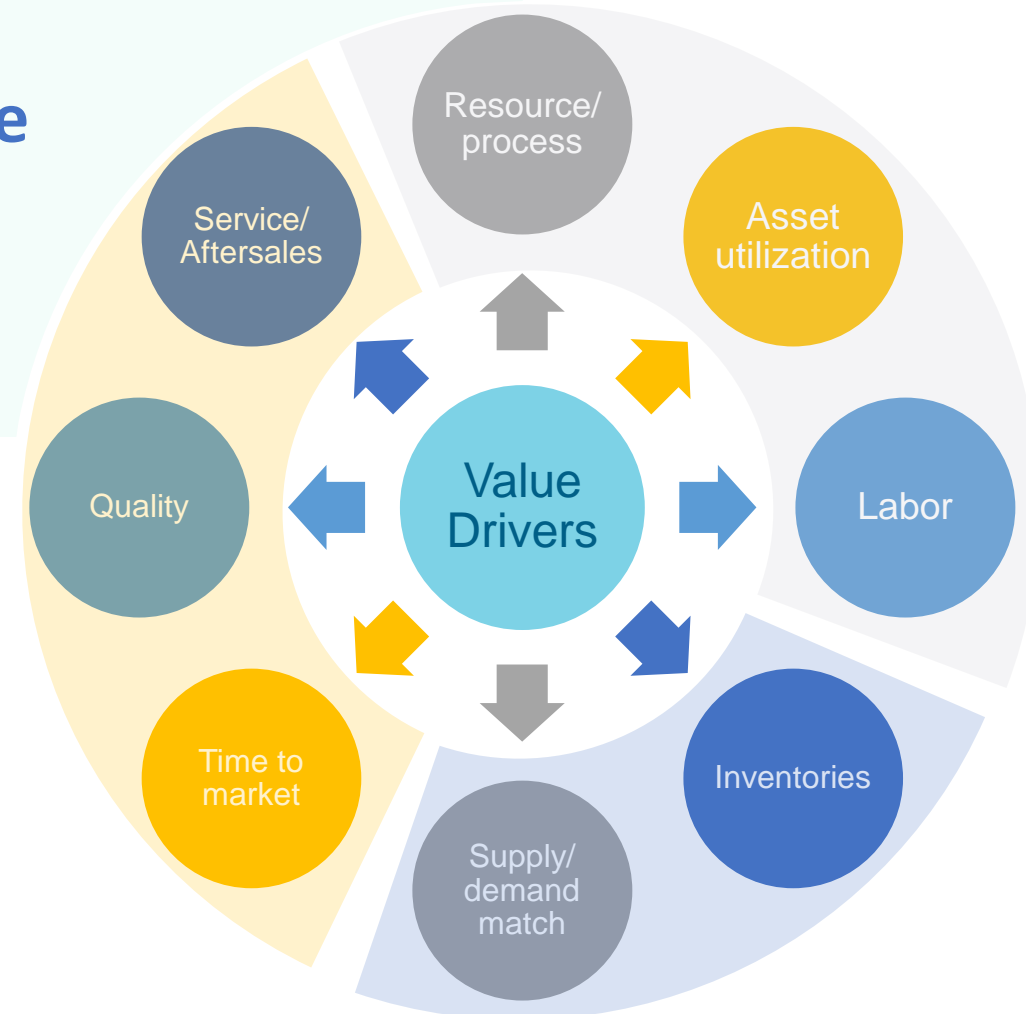 e
Resource/
process
Asset
utilization
Labor
Inventories
Supply/
demand
match
Time to
market
Quality
Service/
Aftersales
Value
Drivers